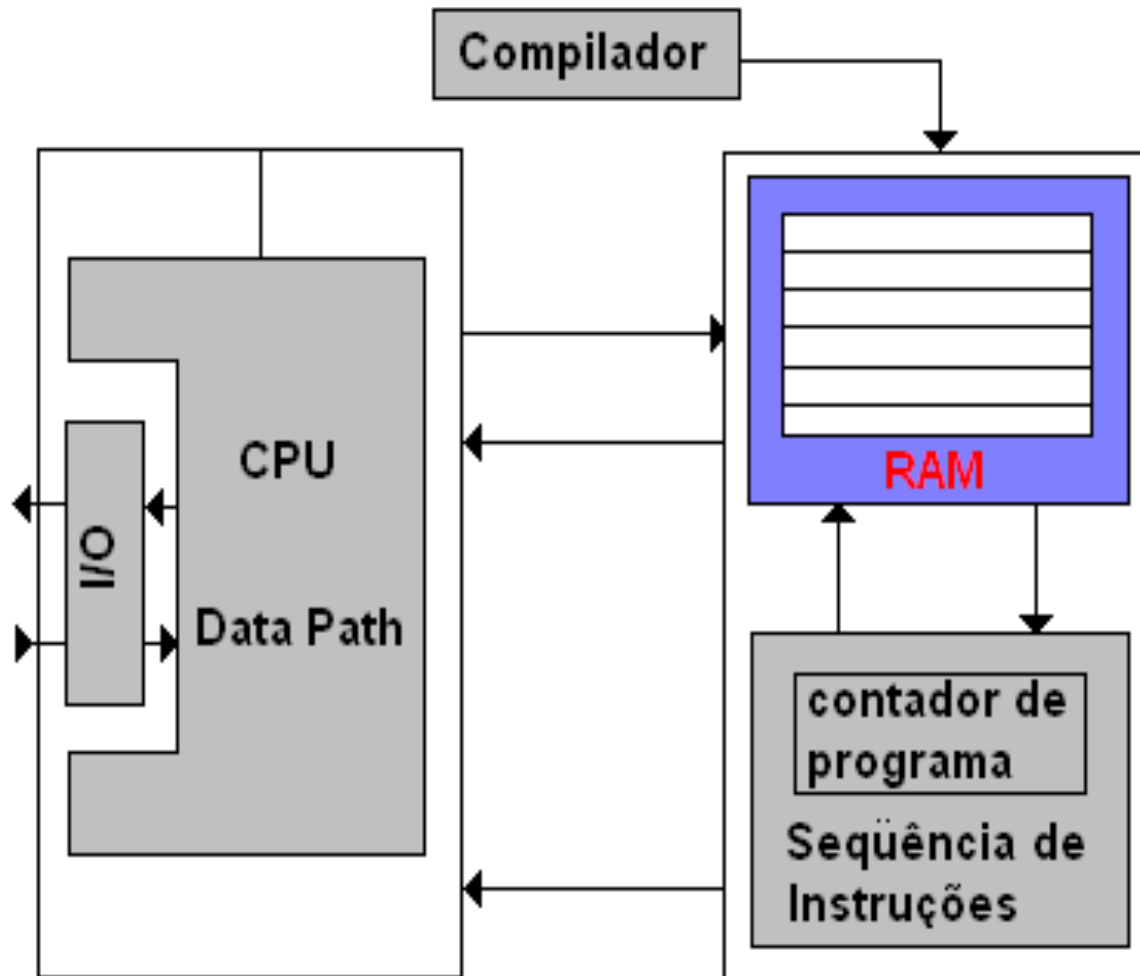 Compilador
CPU
I/O
Data Path
RAM
contador de
programa
Seqüência de
Instruções